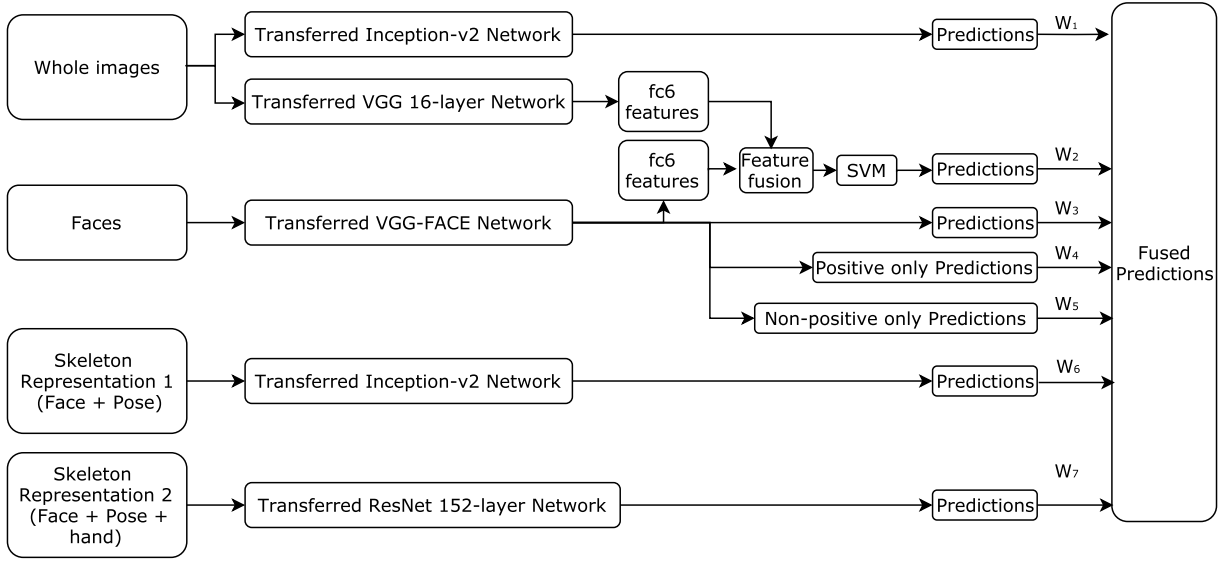 Whole images
Transferred Inception-v2 Network
Predictions
W₁
Transferred VGG 16-layer Network
fc6
features
fc6
features
Feature
fusion
SVM
Predictions
W₂
Faces
Transferred VGG-FACE Network
Predictions
W₃
Positive only Predictions
W₄
Non-positive only Predictions
W₅
Fused
Predictions
Skeleton
Representation 1
(Face + Pose)
Transferred Inception-v2 Network
Predictions
W₆
Skeleton
Representation 2
(Face + Pose +
hand)
Transferred ResNet 152-layer Network
Predictions
W₇